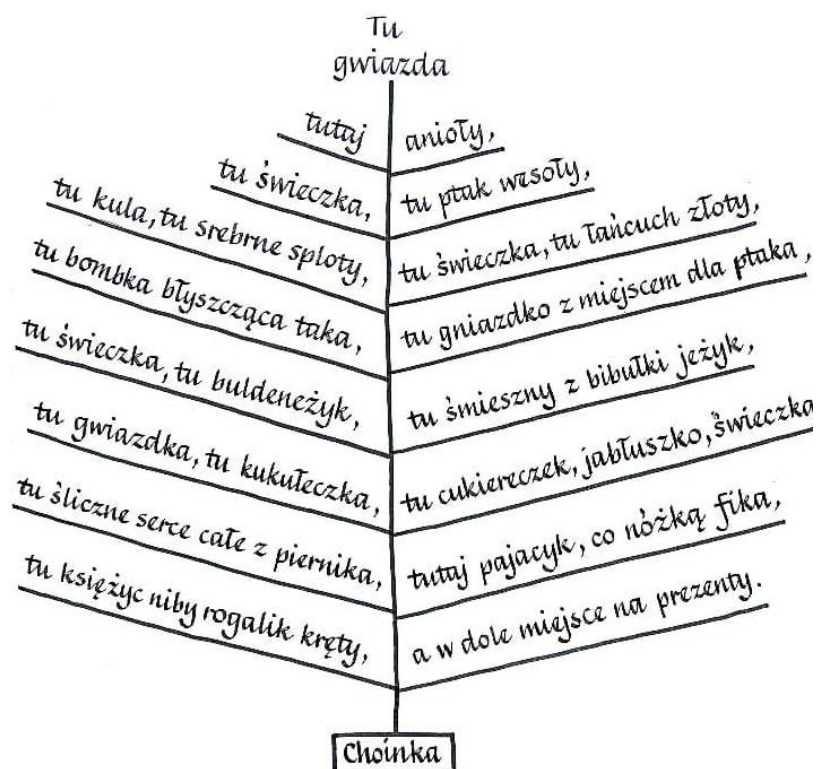 Tu
gwiazda
tutaj anioły,
tu świeczka, tu ptak wesoły,
tu kula, tu srebrne sploty, tu świeczka, tu łańcuch złoty,
tu bombka błyszcząca taka, tu gniazdko z miejscem dla ptaka,
tu świeczka, tu buldeneżyk, tu śmieszny z bibułki jeżyk,
tu gwiazdka, tu kukułeczka, tu cukiereczek, jabłuszko, świeczka
tu śliczne serce całe z piernika, tutaj pajacyk, co nóżką fika,
tu księżyc niby rogalik kręty, a w dole miejsce na prezenty.
Choinka